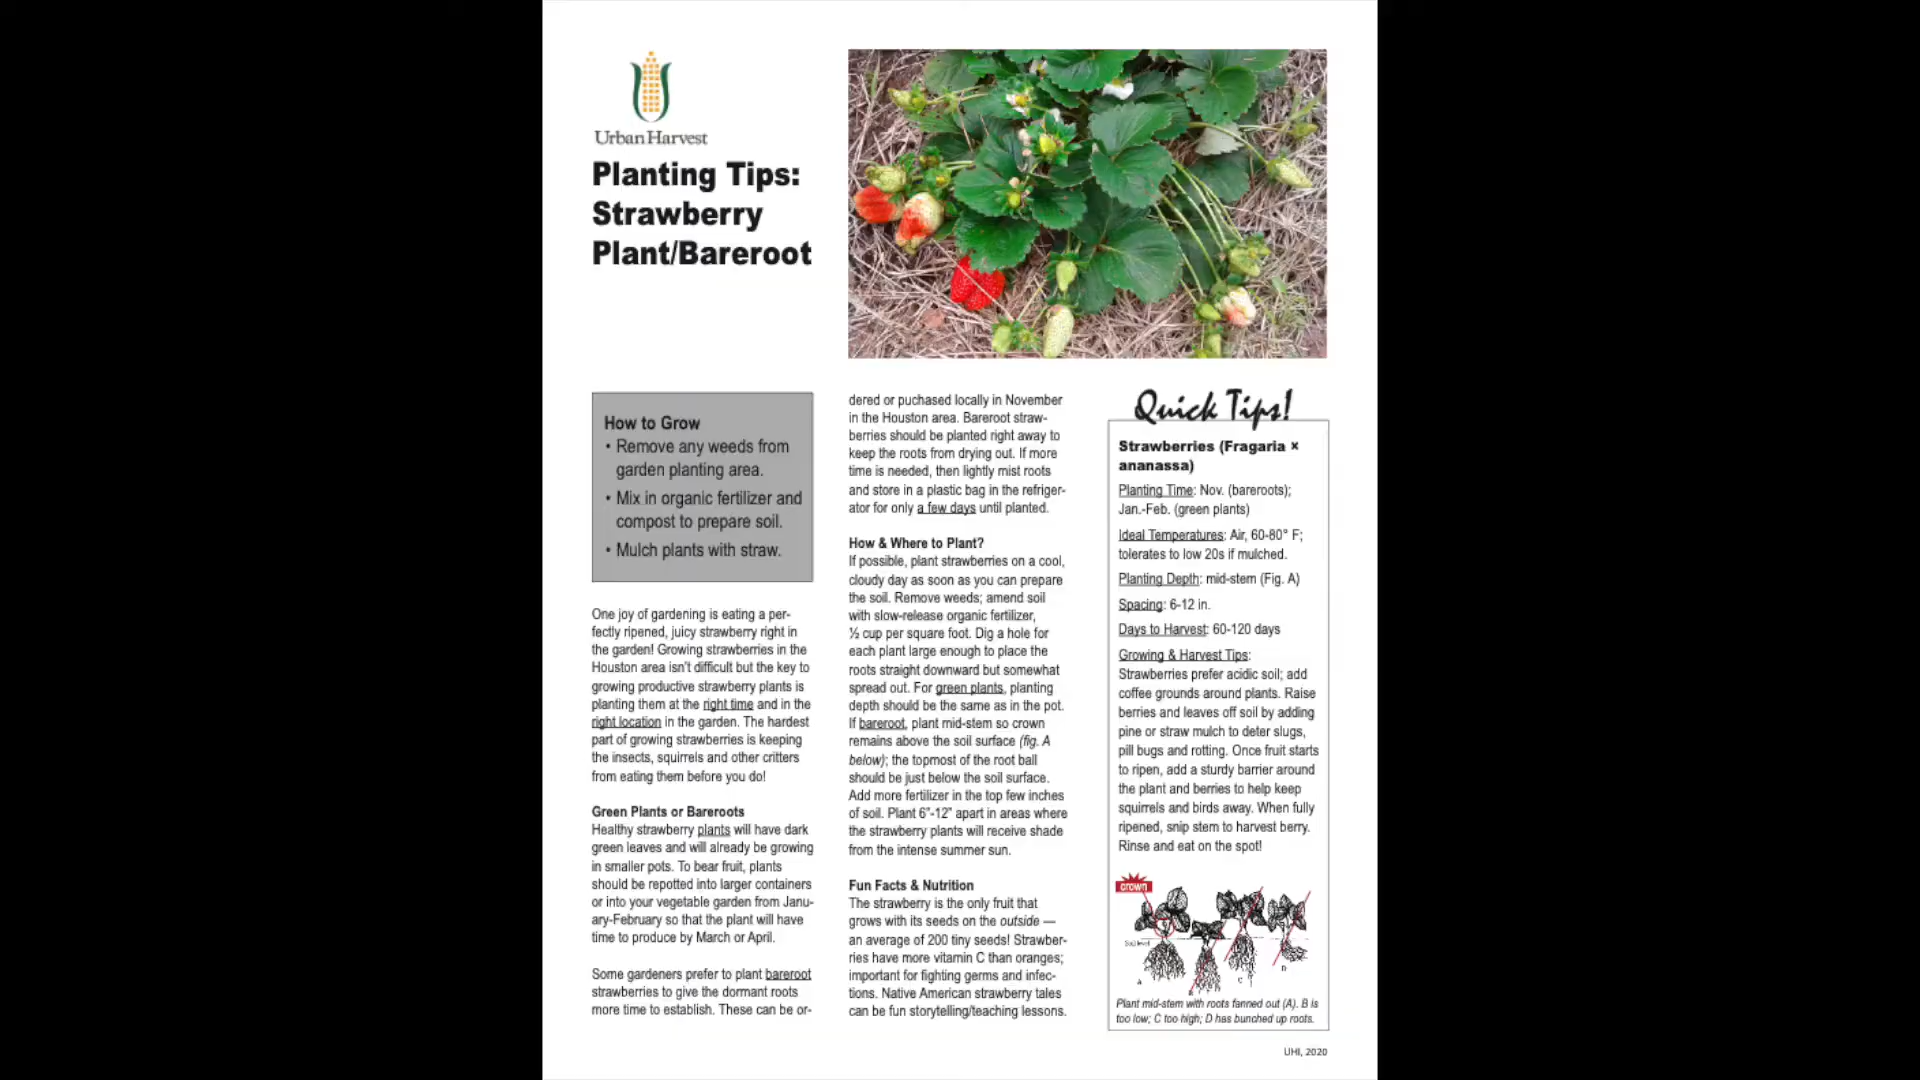 Urban Harvest
Planting Tips:
Strawberry
Plant/Bareroot
How to Grow
• Remove any weeds from
garden planting area.
• Mix in organic fertilizer and
compost to prepare soil.
• Mulch plants with straw.
One joy of gardening is eating a per-
fectly ripened, juicy strawberry right in
the garden! Growing strawberries in the
Houston area isn't difficult but the key to
growing productive strawberry plants is
planting them at the right time and in the
right location in the garden. The hardest
part of growing strawberries is keeping
the insects, squirrels and other critters
from eating them before you do!
Green Plants or Bareroots
Healthy strawberry plants will have dark
green leaves and will already be growing
in smaller pots. To bear fruit, plants
should be repotted into larger containers
or into your vegetable garden from Janu-
ary-February so that the plant will have
time to produce by March or April.
Some gardeners prefer to plant bareroot
strawberries to give the dormant roots
more time to establish. These can be or-
dered or puchased locally in November
in the Houston area. Bareroot straw-
berries should be planted right away to
keep the roots from drying out. If more
time is needed, then lightly mist roots
and store in a plastic bag in the refriger-
ator for only a few days until planted.
How & Where to Plant?
If possible, plant strawberries on a cool,
cloudy day as soon as you can prepare
the soil. Remove weeds; amend soil
with slow-release organic fertilizer,
½ cup per square foot. Dig a hole for
each plant large enough to place the
roots straight downward but somewhat
spread out. For green plants, planting
depth should be the same as in the pot.
If bareroot, plant mid-stem so crown
remains above the soil surface (fig. A
below); the topmost of the root ball
should be just below the soil surface.
Add more fertilizer in the top few inches
of soil. Plant 6"-12" apart in areas where
the strawberry plants will receive shade
from the intense summer sun.
Fun Facts & Nutrition
The strawberry is the only fruit that
grows with its seeds on the outside —
an average of 200 tiny seeds! Strawber-
ries have more vitamin C than oranges;
important for fighting germs and infec-
tions. Native American strawberry tales
can be fun storytelling/teaching lessons.
Quick Tips!
Strawberries (Fragaria ×
ananassa)
Planting Time: Nov. (bareroots);
Jan.-Feb. (green plants)
Ideal Temperatures: Air, 60-80° F;
tolerates to low 20s if mulched.
Planting Depth: mid-stem (Fig. A)
Spacing: 6-12 in.
Days to Harvest: 60-120 days
Growing & Harvest Tips:
Strawberries prefer acidic soil; add
coffee grounds around plants. Raise
berries and leaves off soil by adding
pine or straw mulch to deter slugs,
pill bugs and rotting. Once fruit starts
to ripen, add a sturdy barrier around
the plant and berries to help keep
squirrels and birds away. When fully
ripened, snip stem to harvest berry.
Rinse and eat on the spot!
crown
Soil level
A
B
C
D
Plant mid-stem with roots fanned out (A). B is
too low; C too high; D has bunched up roots.
UHI, 2020